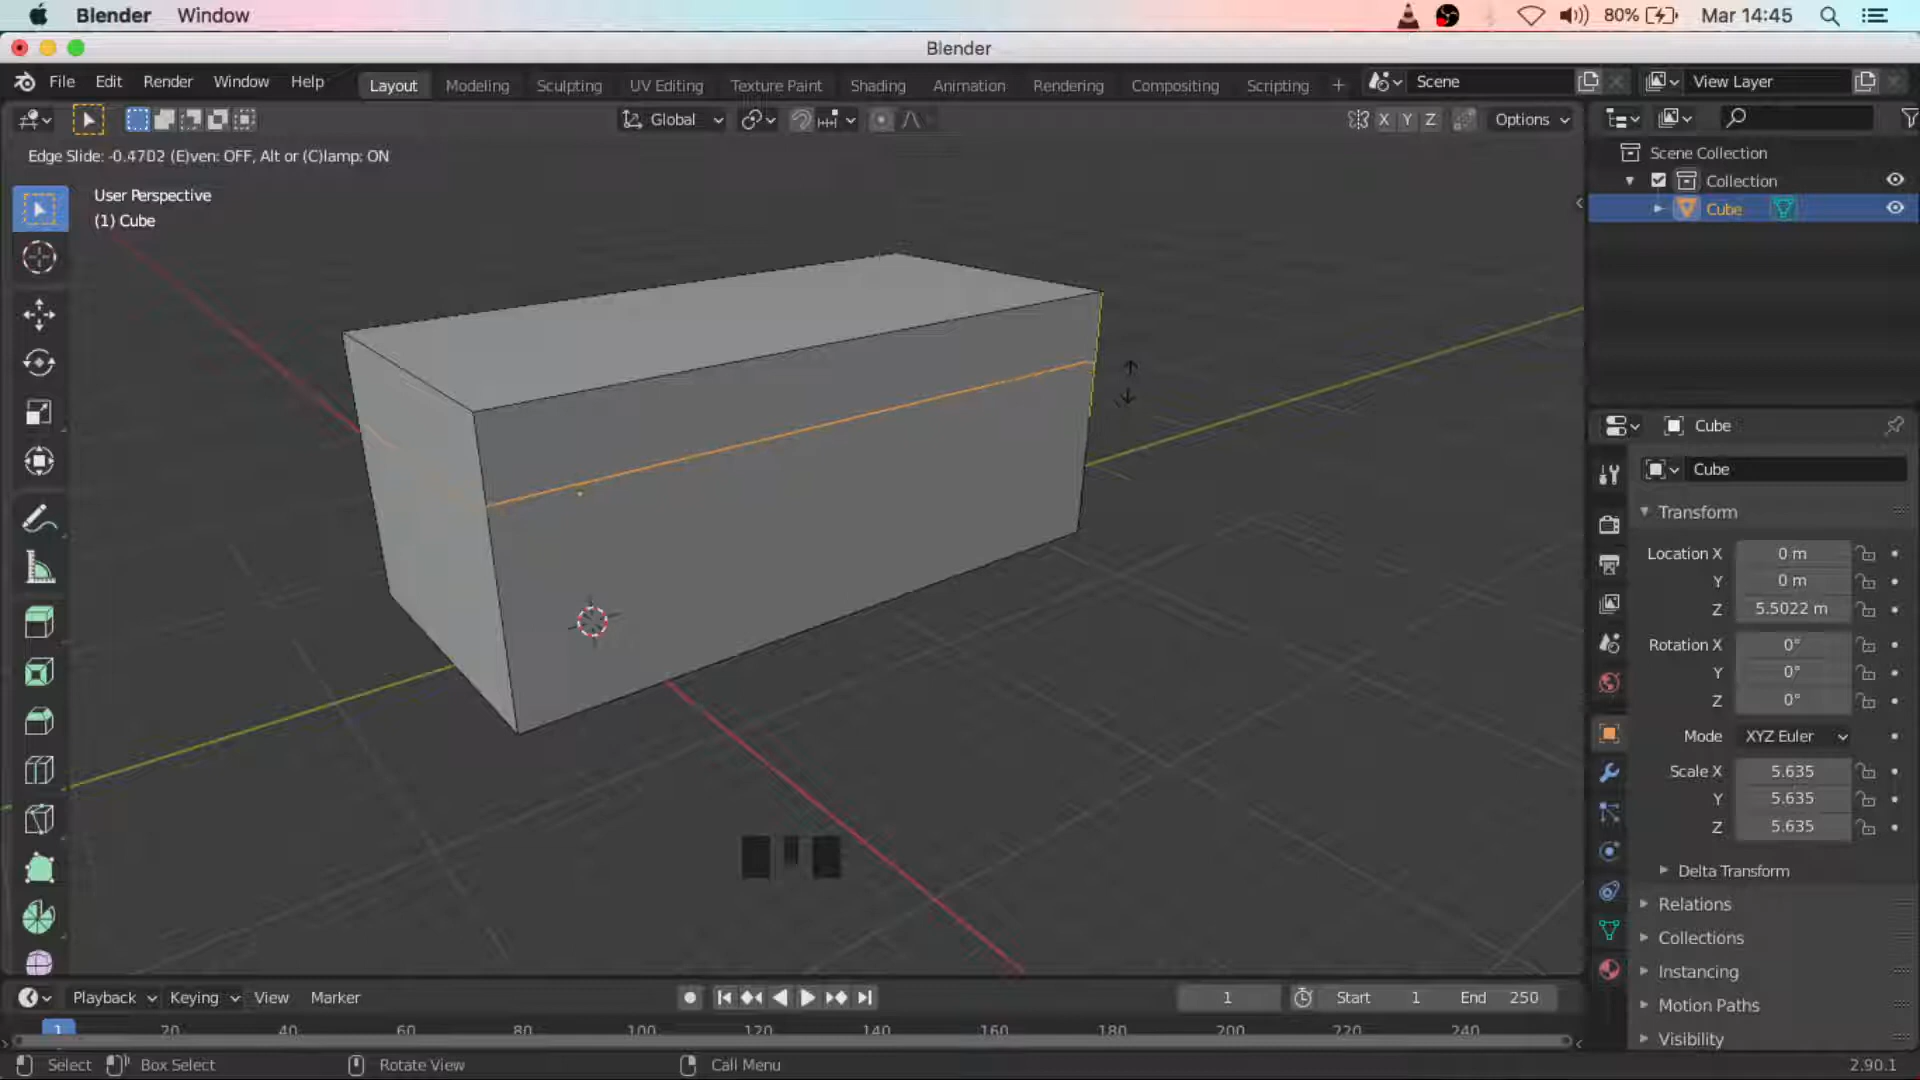 Blender Window 80% Mar 14:45
Blender
File Edit Render Window Help Layout Modeling Sculpting UV Editing Texture Paint Shading Animation Rendering Compositing Scripting + Scene View Layer
Global X Y Z Options
Edge Slide: -0.4702 (E)ven: OFF, Alt or (C)lamp: ON
User Perspective
(1) Cube
Scene Collection
Collection
Cube
Cube
Cube
Transform
Location X 0 m
Y 0 m
Z 5.5022 m
Rotation X 0°
Y 0°
Z 0°
Mode XYZ Euler
Scale X 5.635
Y 5.635
Z 5.635
Delta Transform
Relations
Collections
Instancing
Motion Paths
Visibility
Playback Keying View Marker 1 Start 1 End 250
1 20 40 60 80 100 120 140 160 180 200 220 240
Select Box Select Rotate View Call Menu 2.90.1